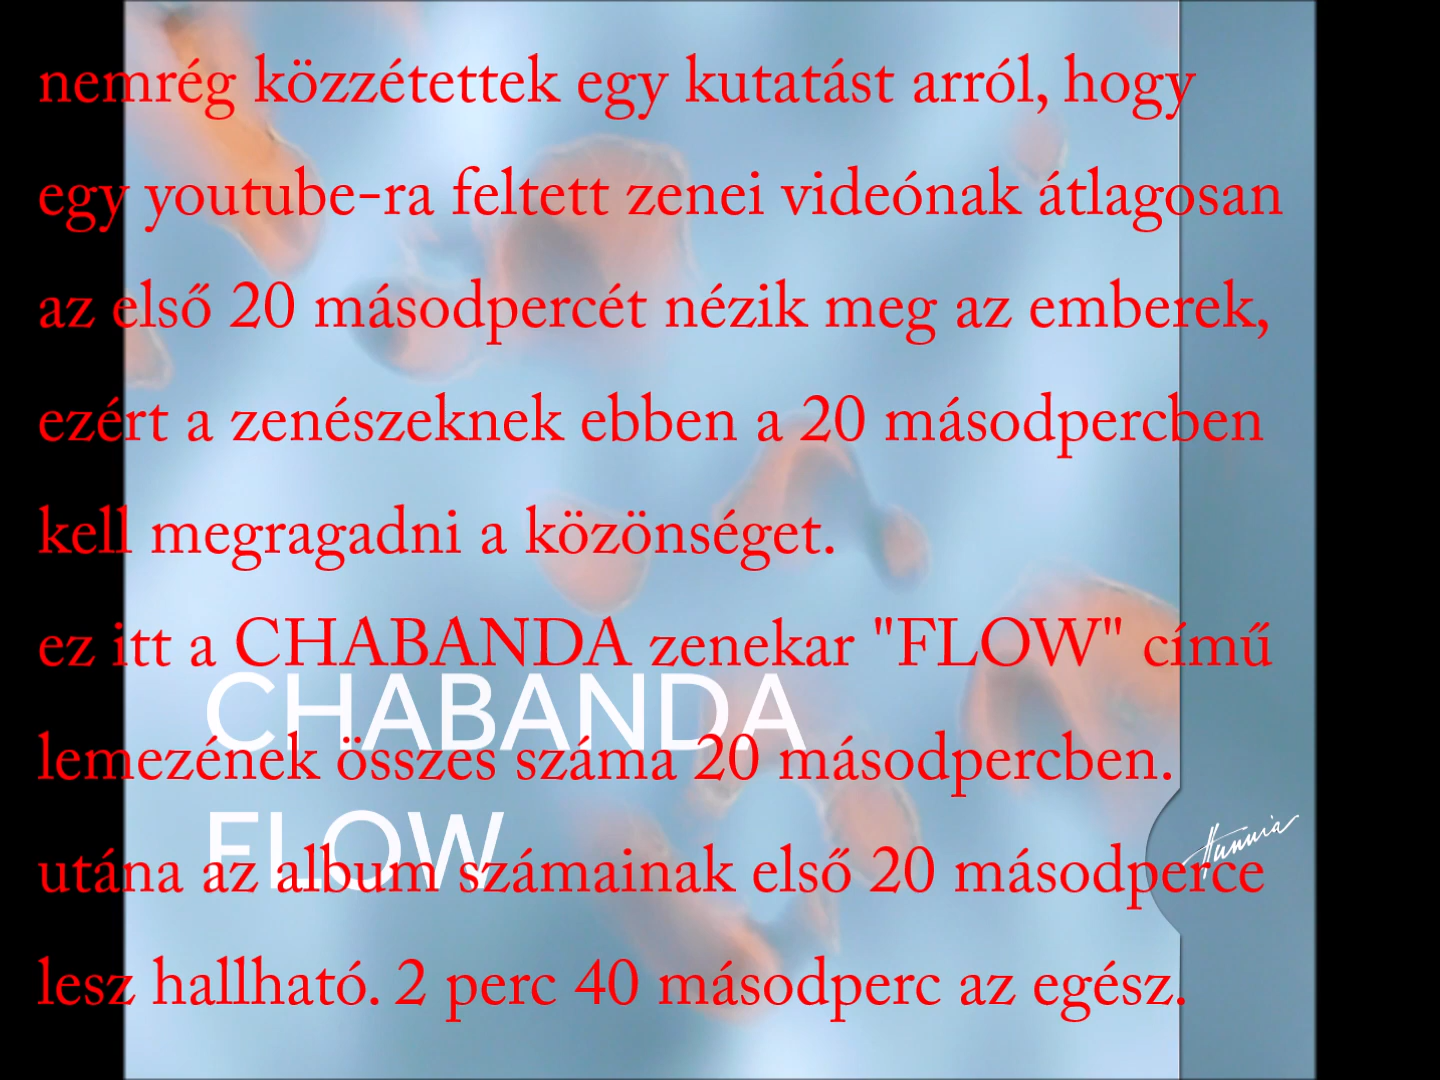 nemrég közzétettek egy kutatást arról, hogy
egy youtube-ra feltett zenei videónak átlagosan
az első 20 másodpercét nézik meg az emberek,
ezért a zenészeknek ebben a 20 másodpercben
kell megragadni a közönséget.
ez itt a CHABANDA zenekar "FLOW" című
CHABANDA
lemezének összes száma 20 másodpercben.
FLOW
Hunnia
utána az album számainak első 20 másodperce
lesz hallható. 2 perc 40 másodperc az egész.